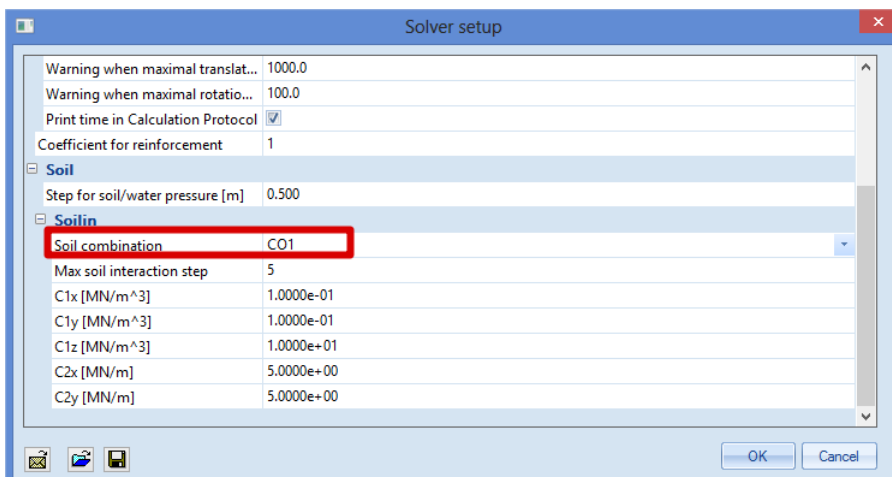 Solver setup
Warning when maximal translat... 1000.0
Warning when maximal rotatio... 100.0
Print time in Calculation Protocol
Coefficient for reinforcement 1
Soil
Step for soil/water pressure [m] 0.500
Soilin
Soil combination CO1
Max soil interaction step 5
C1x [MN/m^3] 1.0000e-01
C1y [MN/m^3] 1.0000e-01
C1z [MN/m^3] 1.0000e+01
C2x [MN/m] 5.0000e+00
C2y [MN/m] 5.0000e+00
OK Cancel